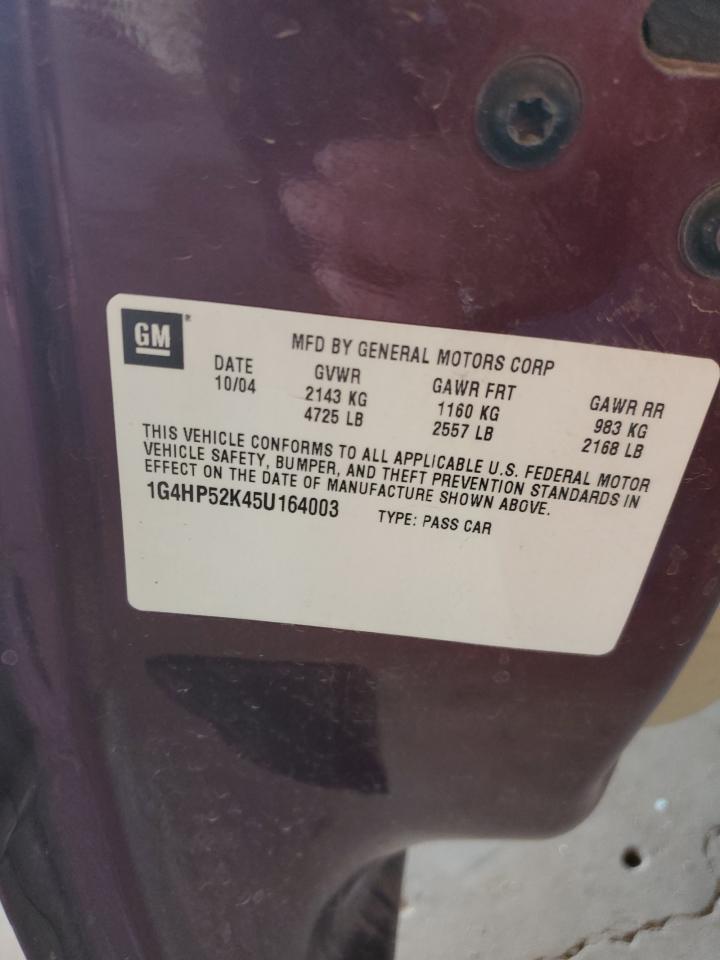 GM
MFD BY GENERAL MOTORS CORP
DATE GVWR GAWR FRT GAWR RR
10/04 2143 KG 1160 KG 983 KG
4725 LB 2557 LB 2168 LB
THIS VEHICLE CONFORMS TO ALL APPLICABLE U.S. FEDERAL MOTOR
VEHICLE SAFETY, BUMPER, AND THEFT PREVENTION STANDARDS IN
EFFECT ON THE DATE OF MANUFACTURE SHOWN ABOVE.
1G4HP52K45U164003 TYPE: PASS CAR